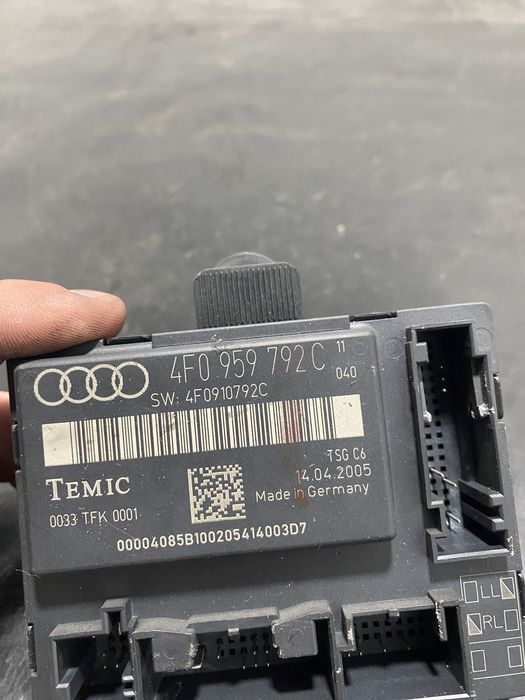 4F0 959 792 C 11
040
SW: 4F0910792C
TSG C6
14.04.2005
Made in Germany
TEMIC
0033 TFK 0001
00004085B100205414003D7
LL
RL